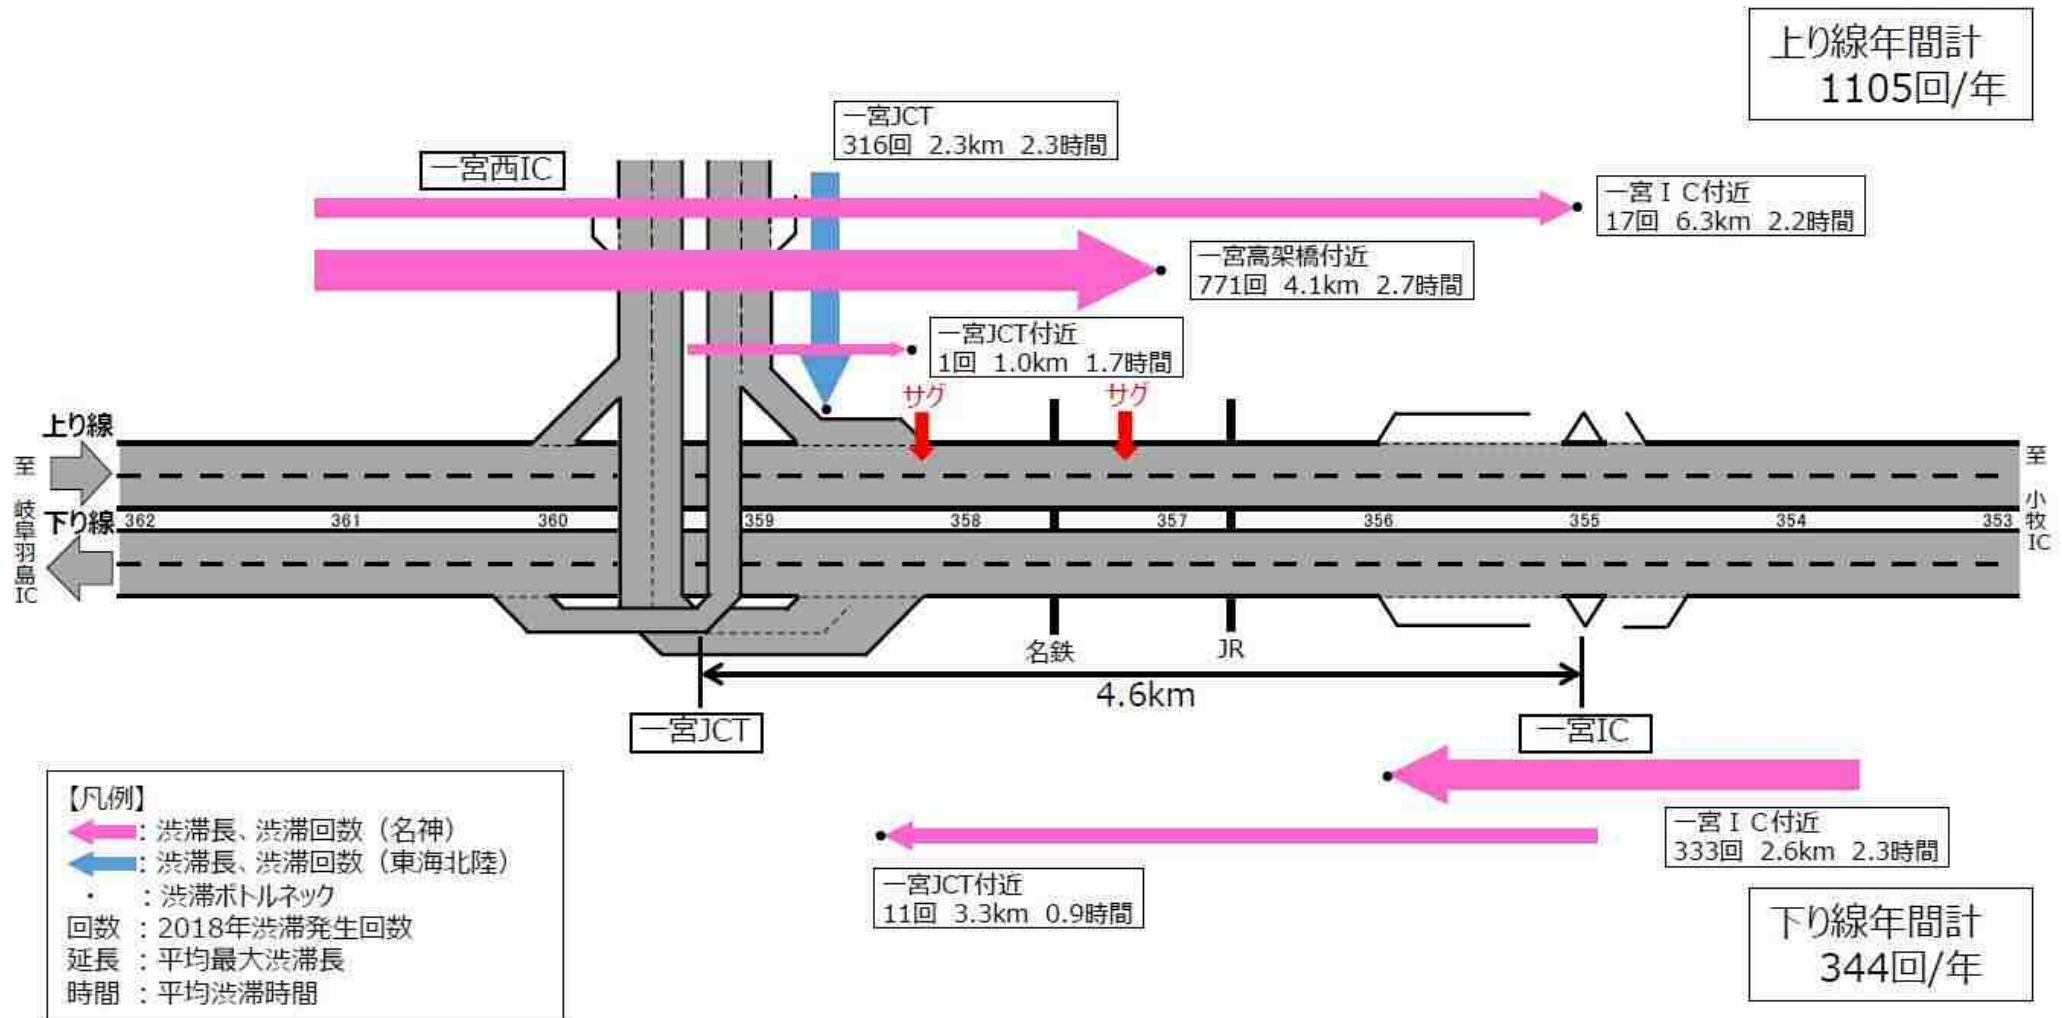 上り線年間計
1105回/年
一宮JCT
316回 2.3km 2.3時間
一宮西IC
一宮ＩＣ付近
17回 6.3km 2.2時間
一宮高架橋付近
771回 4.1km 2.7時間
一宮JCT付近
1回 1.0km 1.7時間
サグ
サグ
上り線
至 岐阜羽島IC
至 小牧IC
下り線
362 361 360 359 358 357 356 355 354 353
名鉄
JR
4.6km
一宮JCT
一宮IC
一宮ＩＣ付近
333回 2.6km 2.3時間
一宮JCT付近
11回 3.3km 0.9時間
【凡例】
：渋滞長、渋滞回数（名神）
：渋滞長、渋滞回数（東海北陸）
・ ：渋滞ボトルネック
回数 ：2018年渋滞発生回数
延長 ：平均最大渋滞長
時間 ：平均渋滞時間
下り線年間計
344回/年